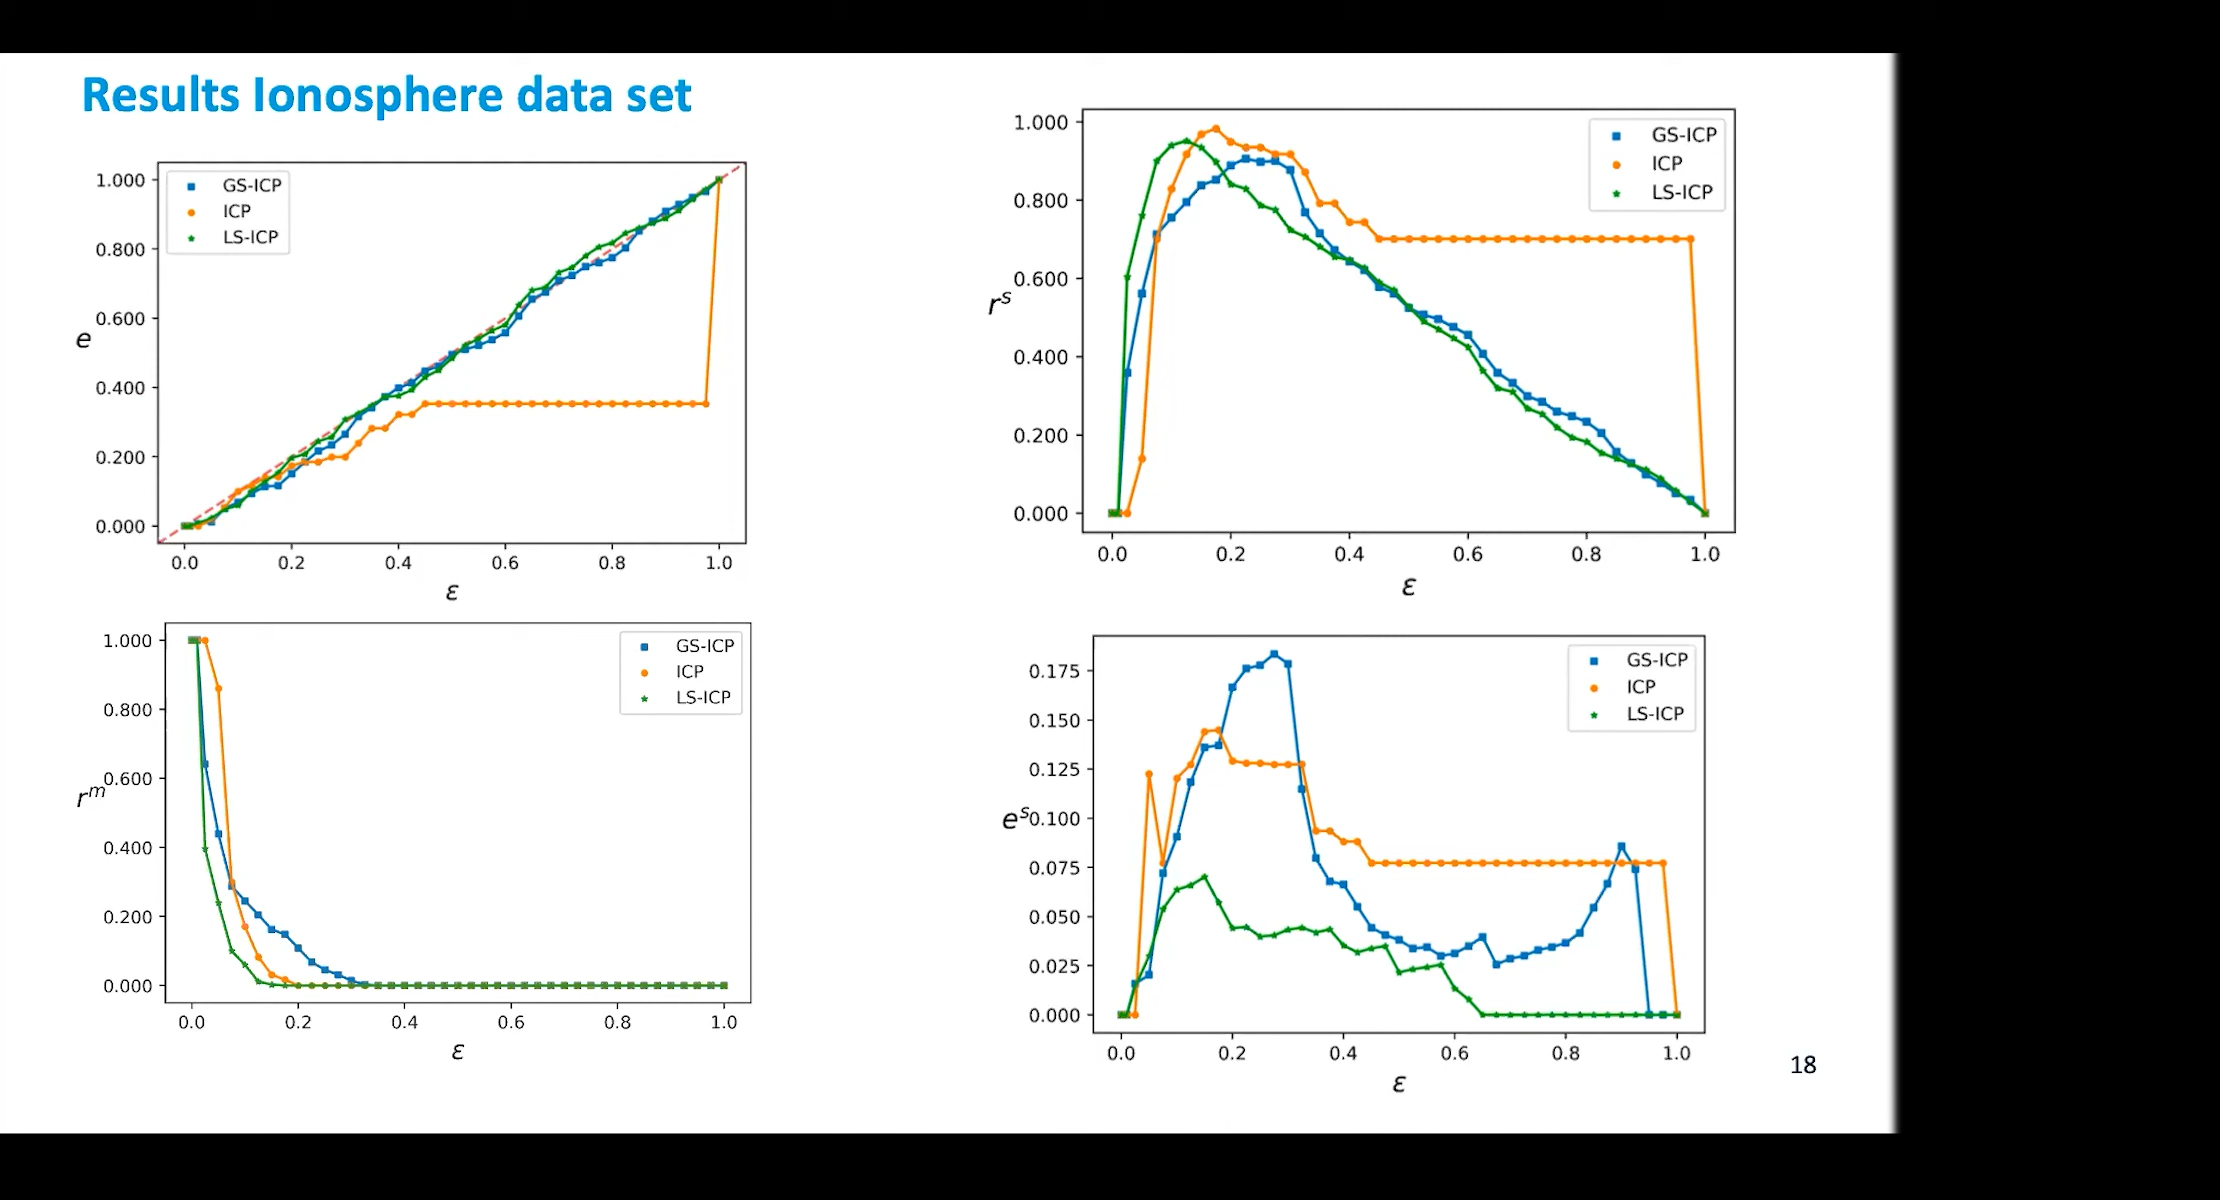 Results Ionosphere data set
GS-ICP
ICP
LS-ICP
1.000
0.800
0.600
0.400
0.200
0.000
e
0.0 0.2 0.4 0.6 0.8 1.0
ε
GS-ICP
ICP
LS-ICP
1.000
0.800
0.600
0.400
0.200
0.000
r^s
0.0 0.2 0.4 0.6 0.8 1.0
ε
GS-ICP
ICP
LS-ICP
1.000
0.800
0.600
0.400
0.200
0.000
r^m
0.0 0.2 0.4 0.6 0.8 1.0
ε
GS-ICP
ICP
LS-ICP
0.175
0.150
0.125
0.100
0.075
0.050
0.025
0.000
e^s
0.0 0.2 0.4 0.6 0.8 1.0
ε
18